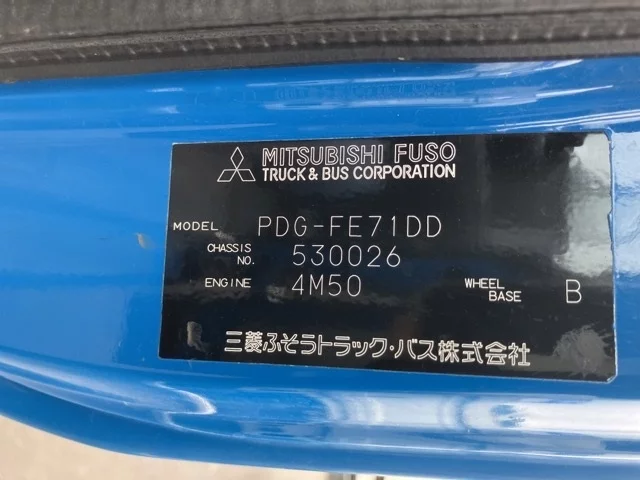 MITSUBISHI FUSO
TRUCK & BUS CORPORATION
MODEL PDG-FE71DD
CHASSIS NO. 530026
ENGINE 4M50 WHEEL BASE B
三菱ふそうトラック・バス株式会社